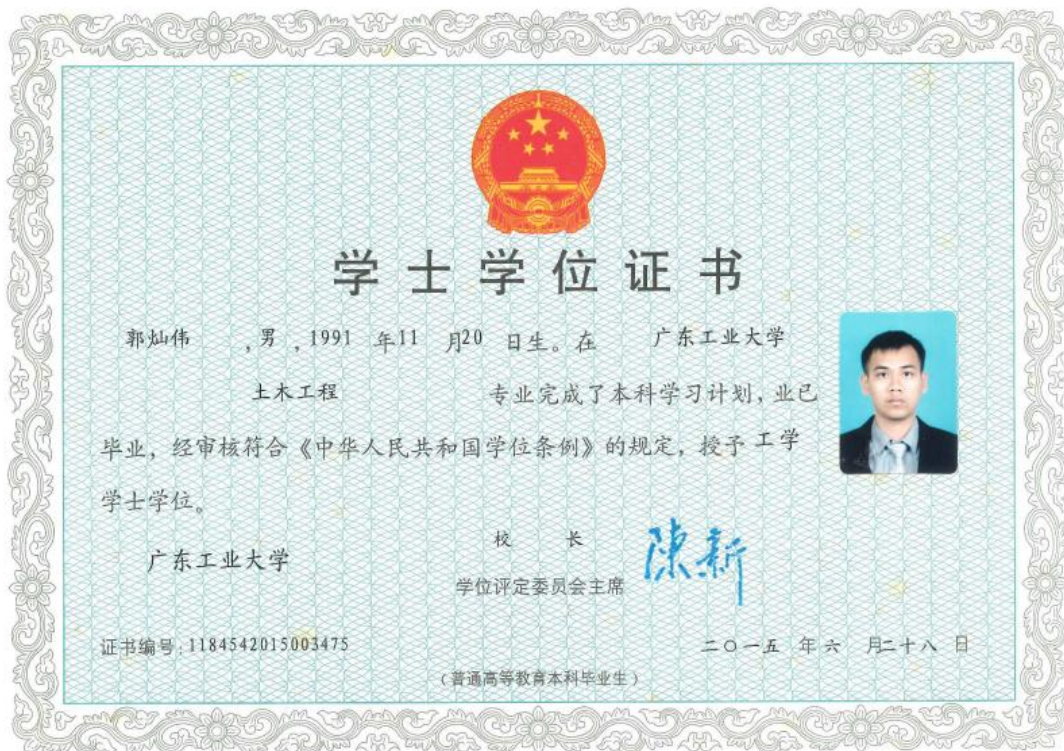 学士学位证书
郭灿伟 ,男,1991 年11 月20 日生。在 广东工业大学
土木工程 专业完成了本科学习计划,业已
毕业,经审核符合《中华人民共和国学位条例》的规定,授予 工学
学士学位。
广东工业大学
校 长
陈新
学位评定委员会主席
证书编号:1184542015003475
二〇一五 年 六 月二十八 日
(普通高等教育本科毕业生)